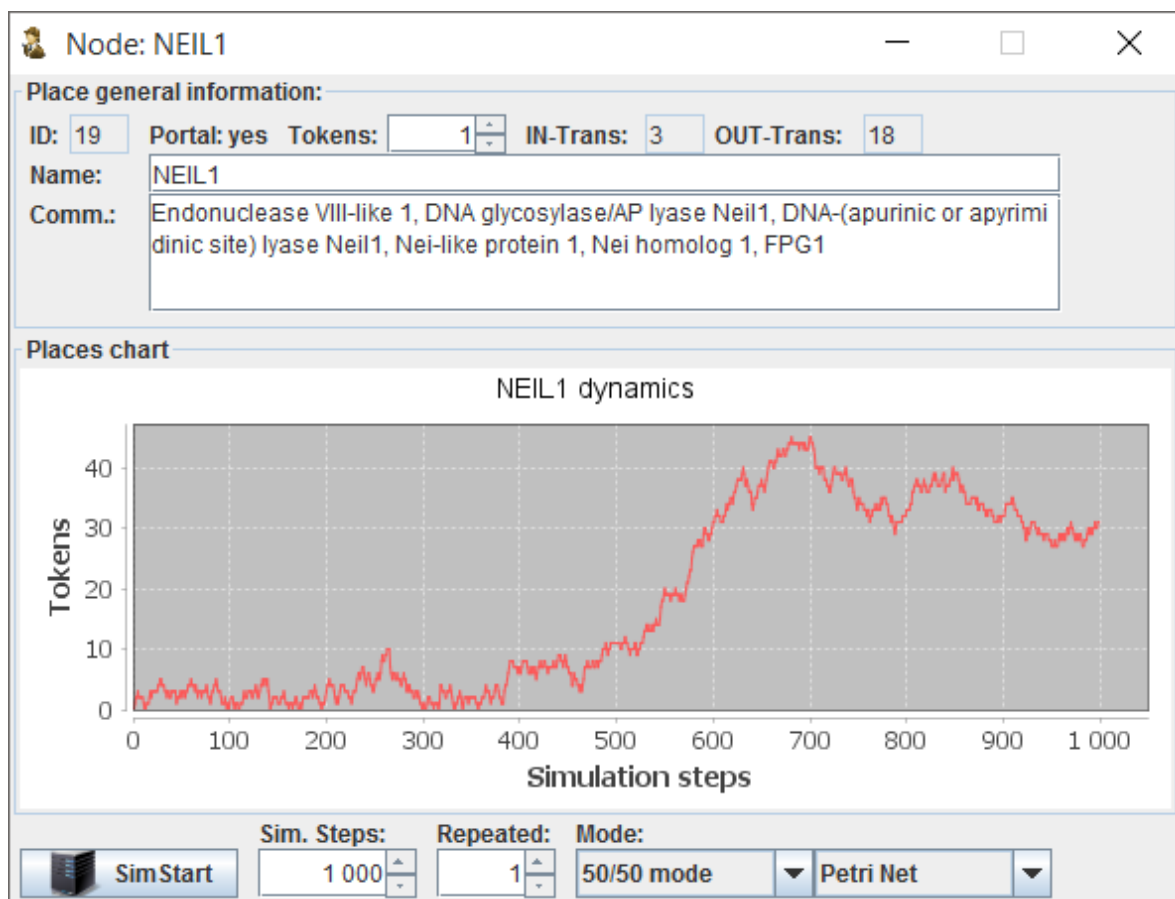 Node: NEIL1
Place general information:
ID: 19 Portal: yes Tokens: 1 IN-Trans: 3 OUT-Trans: 18
Name: NEIL1
Comm.: Endonuclease VIII-like 1, DNA glycosylase/AP lyase Neil1, DNA-(apurinic or apyrimi
dinic site) lyase Neil1, Nei-like protein 1, Nei homolog 1, FPG1
Places chart
NEIL1 dynamics
Tokens
40
30
20
10
0
0 100 200 300 400 500 600 700 800 900 1 000
Simulation steps
Sim. Steps: Repeated: Mode:
SimStart 1 000 1 50/50 mode Petri Net